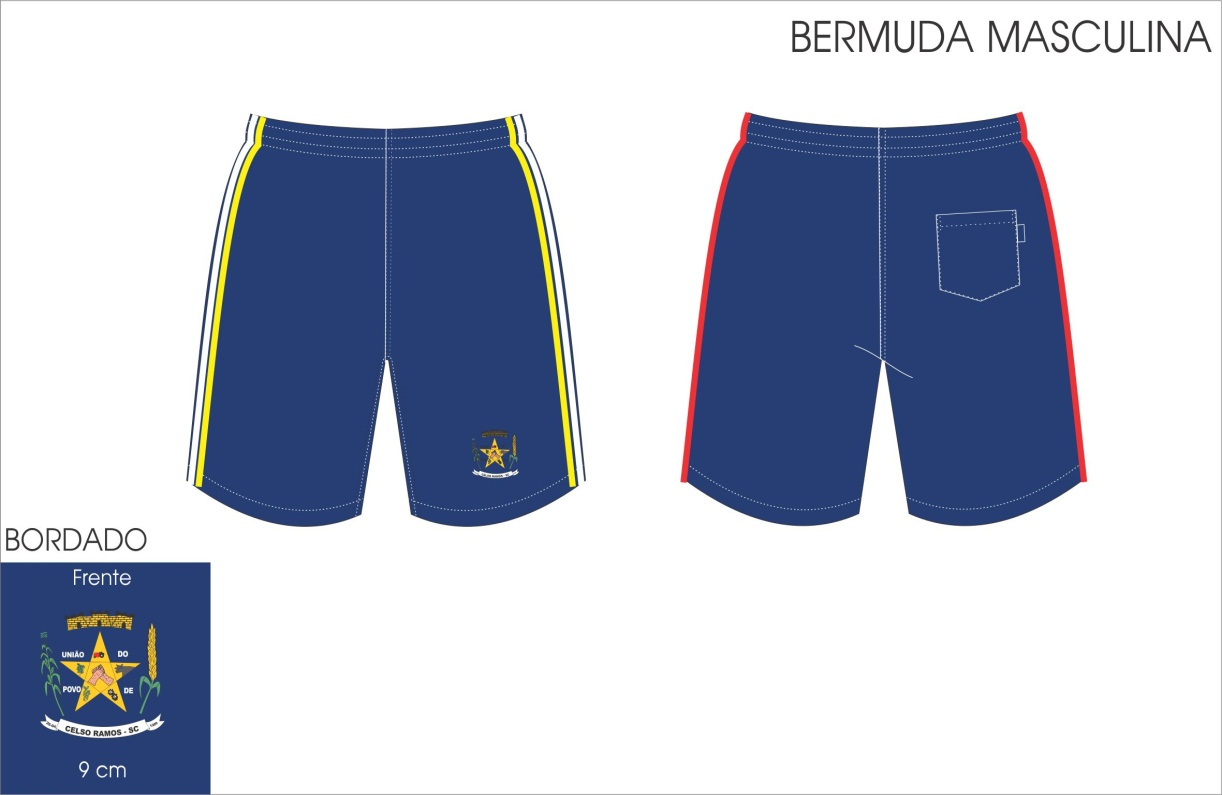 BERMUDA MASCULINA
BORDADO
Frente
UNIÃO DO
POVO DE
CELSO RAMOS - SC
9 cm